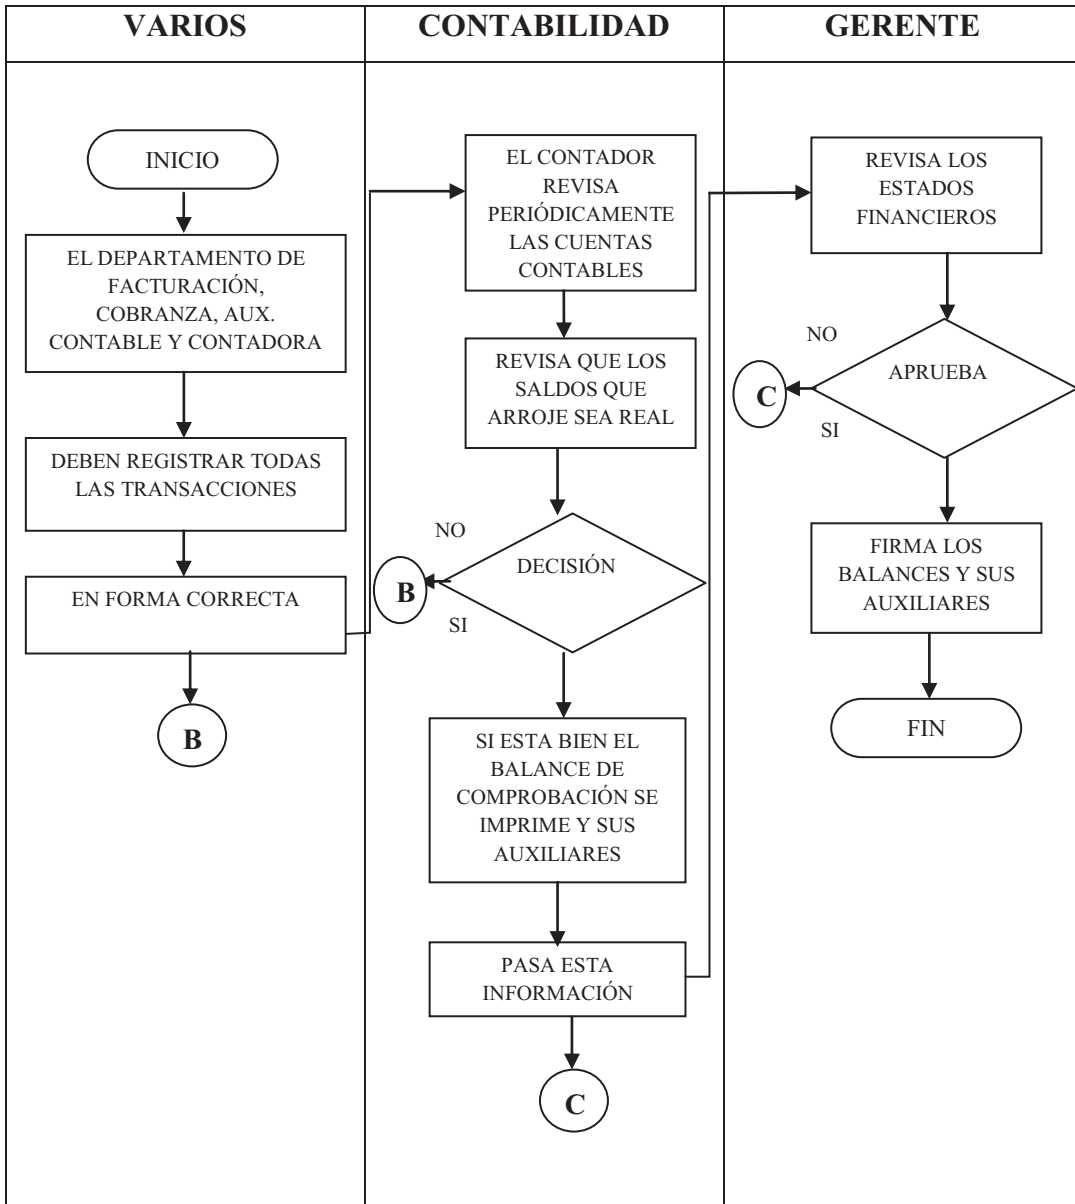 VARIOS
CONTABILIDAD
GERENTE
INICIO
EL DEPARTAMENTO DE
FACTURACIÓN,
COBRANZA, AUX.
CONTABLE Y CONTADORA
DEBEN REGISTRAR TODAS
LAS TRANSACCIONES
EN FORMA CORRECTA
B
EL CONTADOR
REVISA
PERIÓDICAMENTE
LAS CUENTAS
CONTABLES
REVISA QUE LOS
SALDOS QUE
ARROJE SEA REAL
NO
DECISIÓN
B
SI
SI ESTA BIEN EL
BALANCE DE
COMPROBACIÓN SE
IMPRIME Y SUS
AUXILIARES
PASA ESTA
INFORMACIÓN
C
REVISA LOS
ESTADOS
FINANCIEROS
NO
APRUEBA
C
SI
FIRMA LOS
BALANCES Y SUS
AUXILIARES
FIN